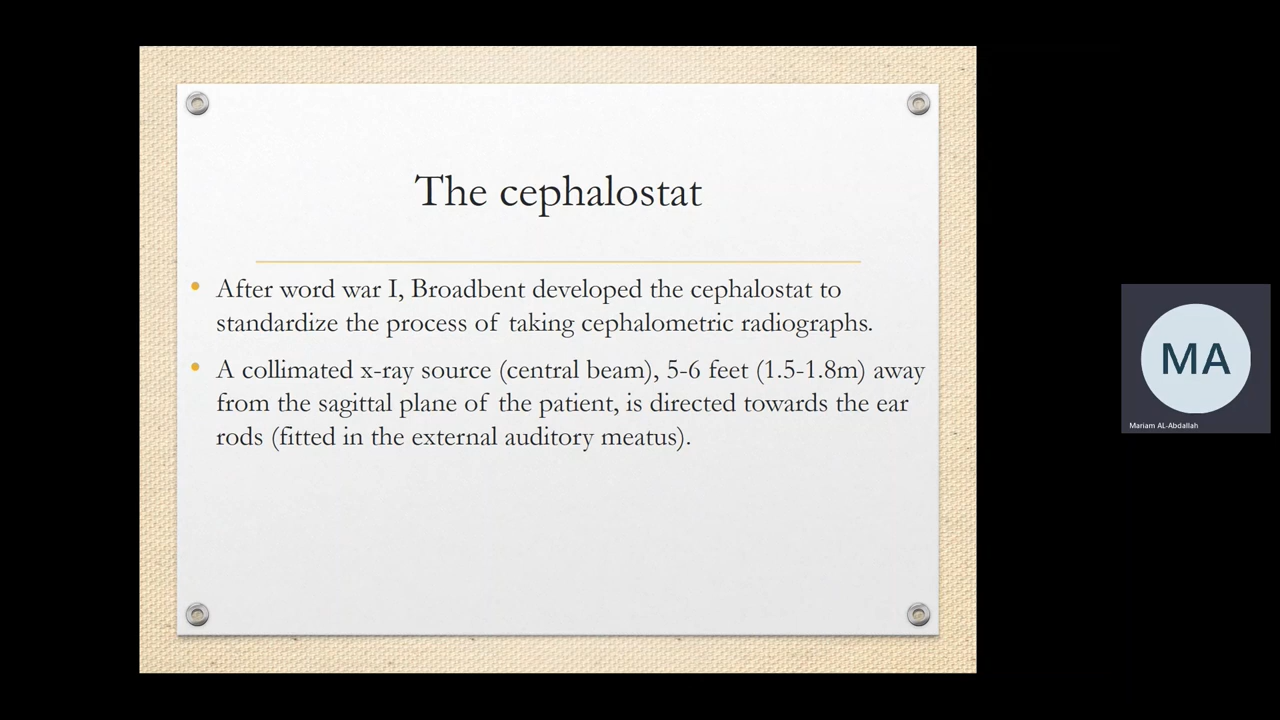 The cephalostat
• After word war I, Broadbent developed the cephalostat to
standardize the process of taking cephalometric radiographs.
• A collimated x-ray source (central beam), 5-6 feet (1.5-1.8m) away
from the sagittal plane of the patient, is directed towards the ear
rods (fitted in the external auditory meatus).
MA
Mariam AL-Abdallah